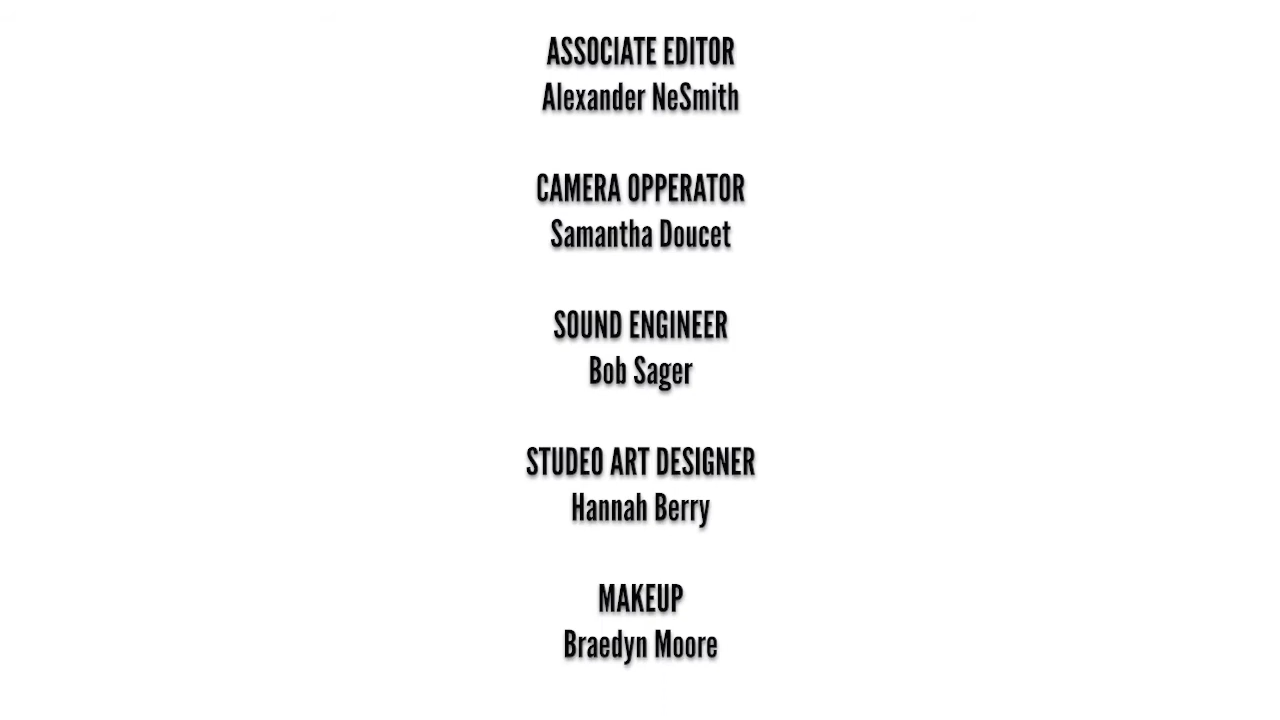 ASSOCIATE EDITOR
Alexander NeSmith
CAMERA OPPERATOR
Samantha Doucet
SOUND ENGINEER
Bob Sager
STUDEO ART DESIGNER
Hannah Berry
MAKEUP
Braedyn Moore